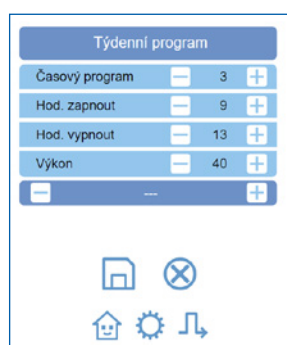 Týdenní program
Časový program − 3 +
Hod. zapnout − 9 +
Hod. vypnout − 13 +
Výkon − 40 +
− --- +